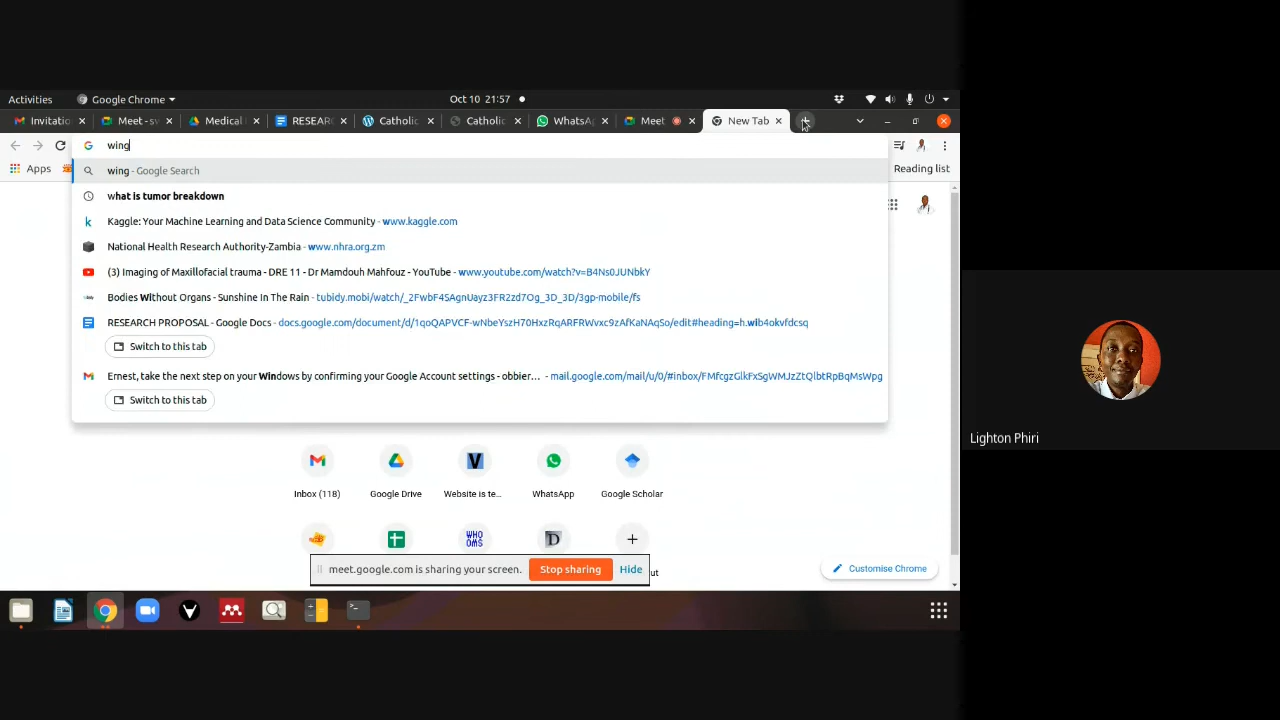 Activities
Google Chrome
Oct 10 21:57
Invitatio
Meet - sw
Medical
RESEAR
Catholic
Catholic
WhatsA
Meet
New Tab
wing
Apps
Reading list
wing - Google Search
what is tumor breakdown
Kaggle: Your Machine Learning and Data Science Community - www.kaggle.com
National Health Research Authority-Zambia - www.nhra.org.zm
(3) Imaging of Maxillofacial trauma - DRE 11 - Dr Mamdouh Mahfouz - YouTube - www.youtube.com/watch?v=B4Ns0JUNbkY
Bodies Without Organs - Sunshine In The Rain - tubidy.mobi/watch/_2FwbF4SAgnUayz3FR2zd7Og_3D_3D/3gp-mobile/fs
RESEARCH PROPOSAL - Google Docs - docs.google.com/document/d/1qoQAPVCF-wNbeYszH70HxzRqARFRWvxc9zAfKaNAqSo/edit#heading=h.wib4okvfdcsq
Switch to this tab
Ernest, take the next step on your Windows by confirming your Google Account settings - obbier... - mail.google.com/mail/u/0/#inbox/FMfcgzGlkFxSgWMJzZtQlbtRpBqMsWpg
Switch to this tab
Inbox (118)
Google Drive
Website is te...
WhatsApp
Google Scholar
WHO
OMS
D
meet.google.com is sharing your screen.
Stop sharing
Hide
ut
Customise Chrome
Lighton Phiri